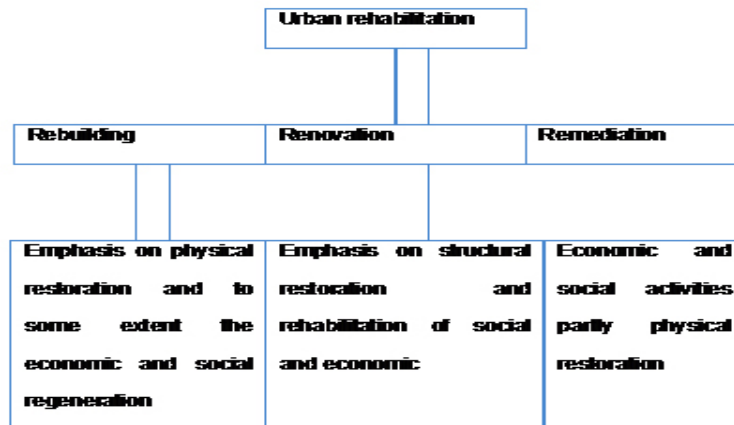 Urban rehabilitation
Rebuilding
Renovation
Remediation
Emphasis on physical
restoration and to
some extent the
economic and social
regeneration
Emphasis on structural
restoration and
rehabilitation of social
and economic
Economic and
social activities
partly physical
restoration